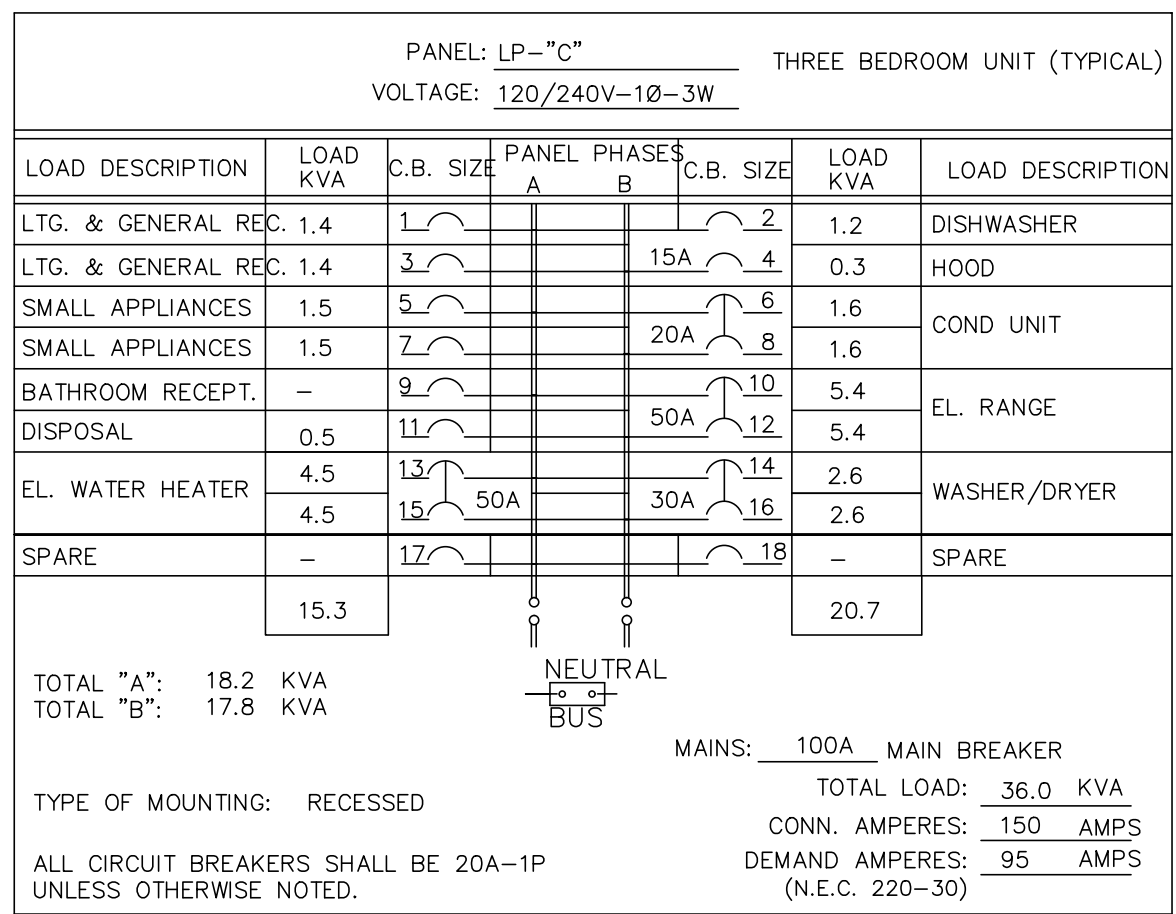 PANEL: LP-"C"
THREE BEDROOM UNIT (TYPICAL)
VOLTAGE: 120/240V-1Ø-3W
LOAD DESCRIPTION LOAD KVA C.B. SIZE PANEL PHASES A B C.B. SIZE LOAD KVA LOAD DESCRIPTION
LTG. & GENERAL REC. 1.4 1 2 1.2 DISHWASHER
LTG. & GENERAL REC. 1.4 3 15A 4 0.3 HOOD
SMALL APPLIANCES 1.5 5 6 1.6
COND UNIT
SMALL APPLIANCES 1.5 7 20A 8 1.6
BATHROOM RECEPT. - 9 10 5.4
EL. RANGE
DISPOSAL 0.5 11 50A 12 5.4
4.5 13 14 2.6
EL. WATER HEATER WASHER/DRYER
4.5 15 50A 30A 16 2.6
SPARE - 17 18 - SPARE
15.3 20.7
TOTAL "A": 18.2 KVA
TOTAL "B": 17.8 KVA
NEUTRAL
BUS
MAINS: 100A MAIN BREAKER
TYPE OF MOUNTING: RECESSED
TOTAL LOAD: 36.0 KVA
CONN. AMPERES: 150 AMPS
ALL CIRCUIT BREAKERS SHALL BE 20A-1P
UNLESS OTHERWISE NOTED.
DEMAND AMPERES: 95 AMPS
(N.E.C. 220-30)